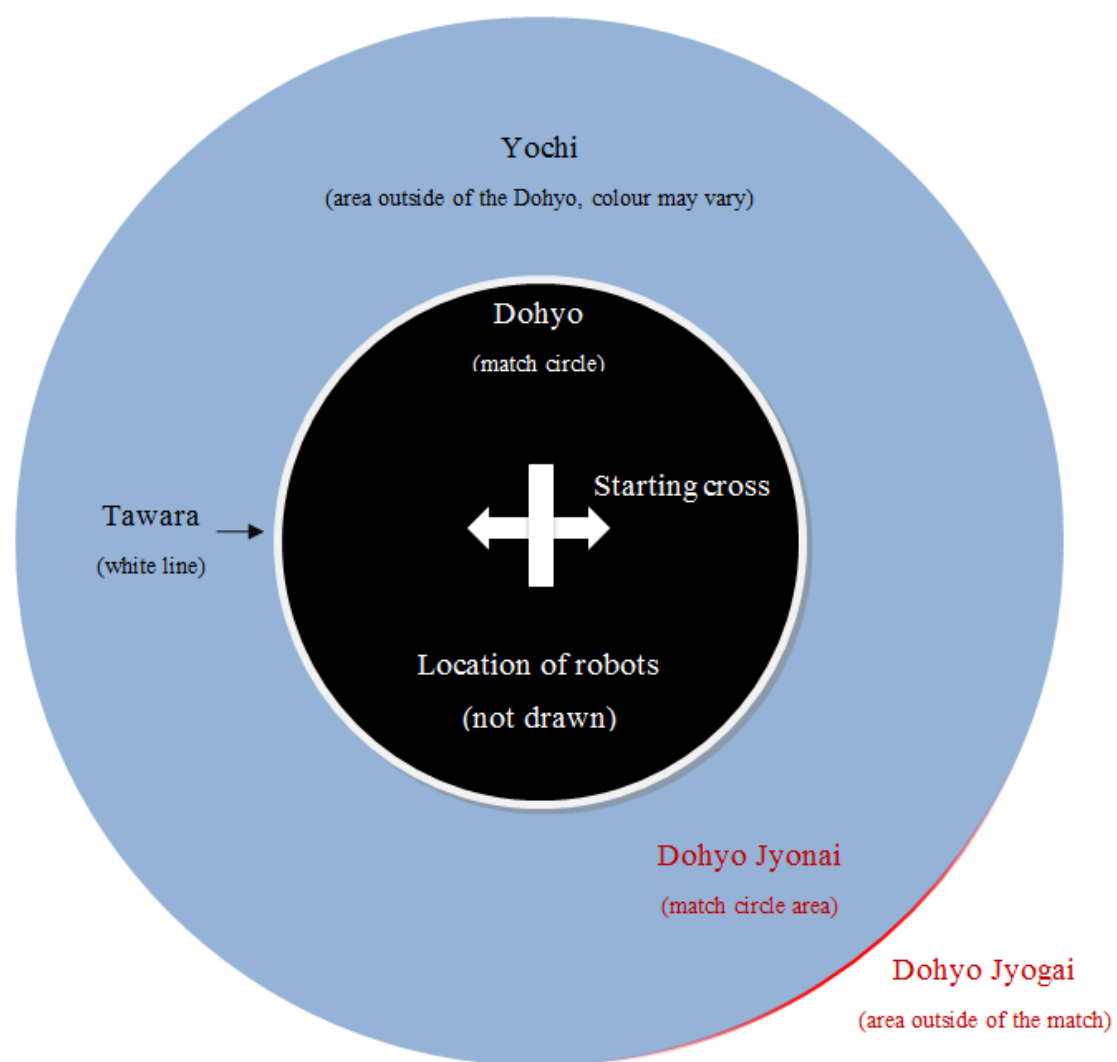 Yochi
(area outside of the Dohyo, colour may vary)
Dohyo
(match circle)
Starting cross
Tawara
(white line)
Location of robots
(not drawn)
Dohyo Jyonai
(match circle area)
Dohyo Jyogai
(area outside of the match)